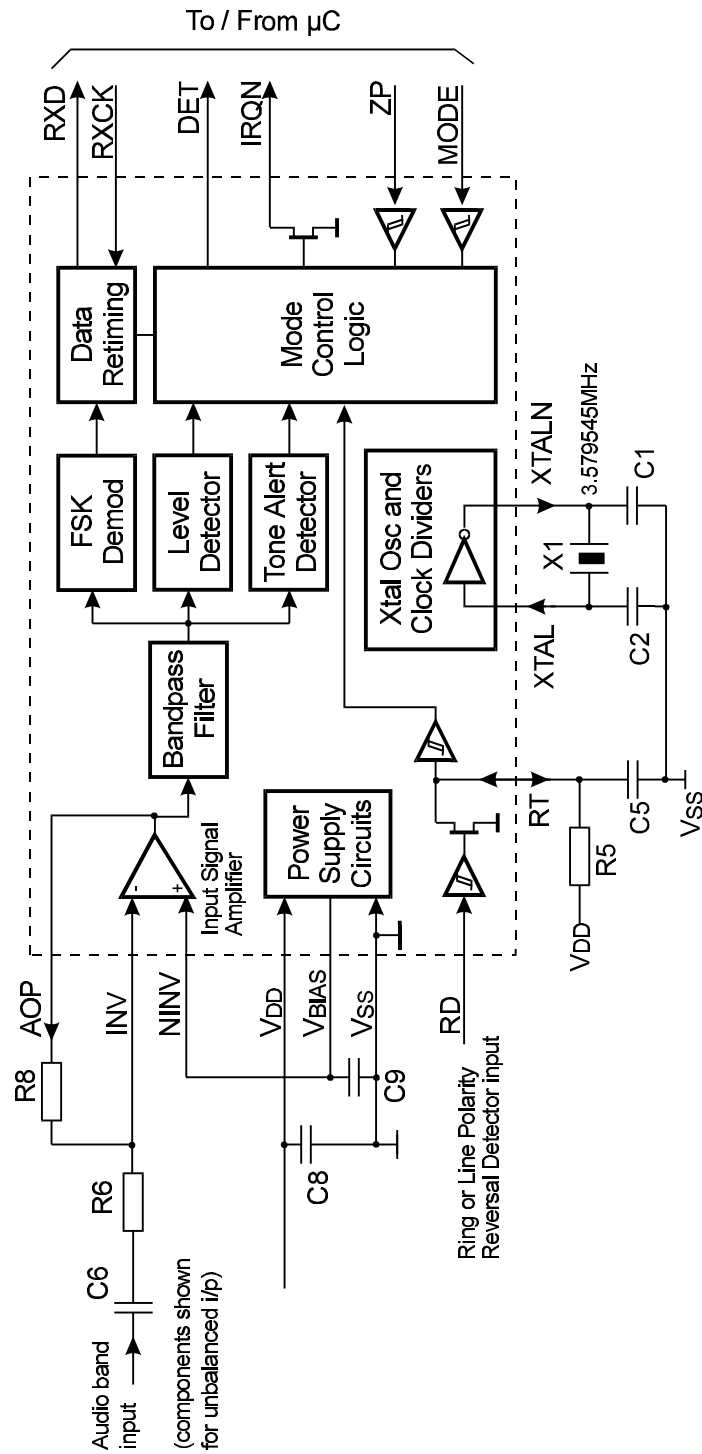 To / From µC
RXD
RXCK
DET
IRQN
ZP
MODE
Data
Retiming
Mode
Control
Logic
FSK
Demod
Level
Detector
Tone Alert
Detector
Xtal Osc and
Clock Dividers
XTALN
XTAL
3.579545MHz
X1
C1
C2
Bandpass
Filter
Input Signal
Amplifier
-
+
Power
Supply
Circuits
AOP
INV
NINV
VDD
VBIAS
VSS
RD
RT
R5
C5
VDD
VSS
R8
R6
C6
C8
C9
Audio band
input
(components shown
for unbalanced i/p)
Ring or Line Polarity
Reversal Detector input